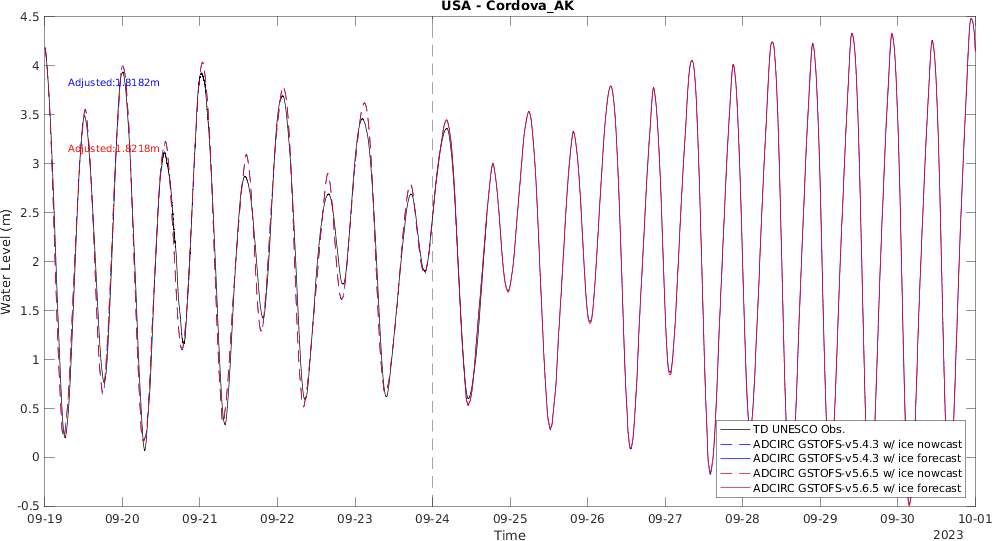 USA - Cordova_AK
4.5
4
3.5
3
2.5
2
1.5
1
0.5
0
-0.5
Water Level (m)
Adjusted:1.8182m
Adjusted:1.8218m
TD UNESCO Obs.
ADCIRC GSTOFS-v5.4.3 w/ ice nowcast
ADCIRC GSTOFS-v5.4.3 w/ ice forecast
ADCIRC GSTOFS-v5.6.5 w/ ice nowcast
ADCIRC GSTOFS-v5.6.5 w/ ice forecast
09-19 09-20 09-21 09-22 09-23 09-24 09-25 09-26 09-27 09-28 09-29 09-30 10-01
Time
2023